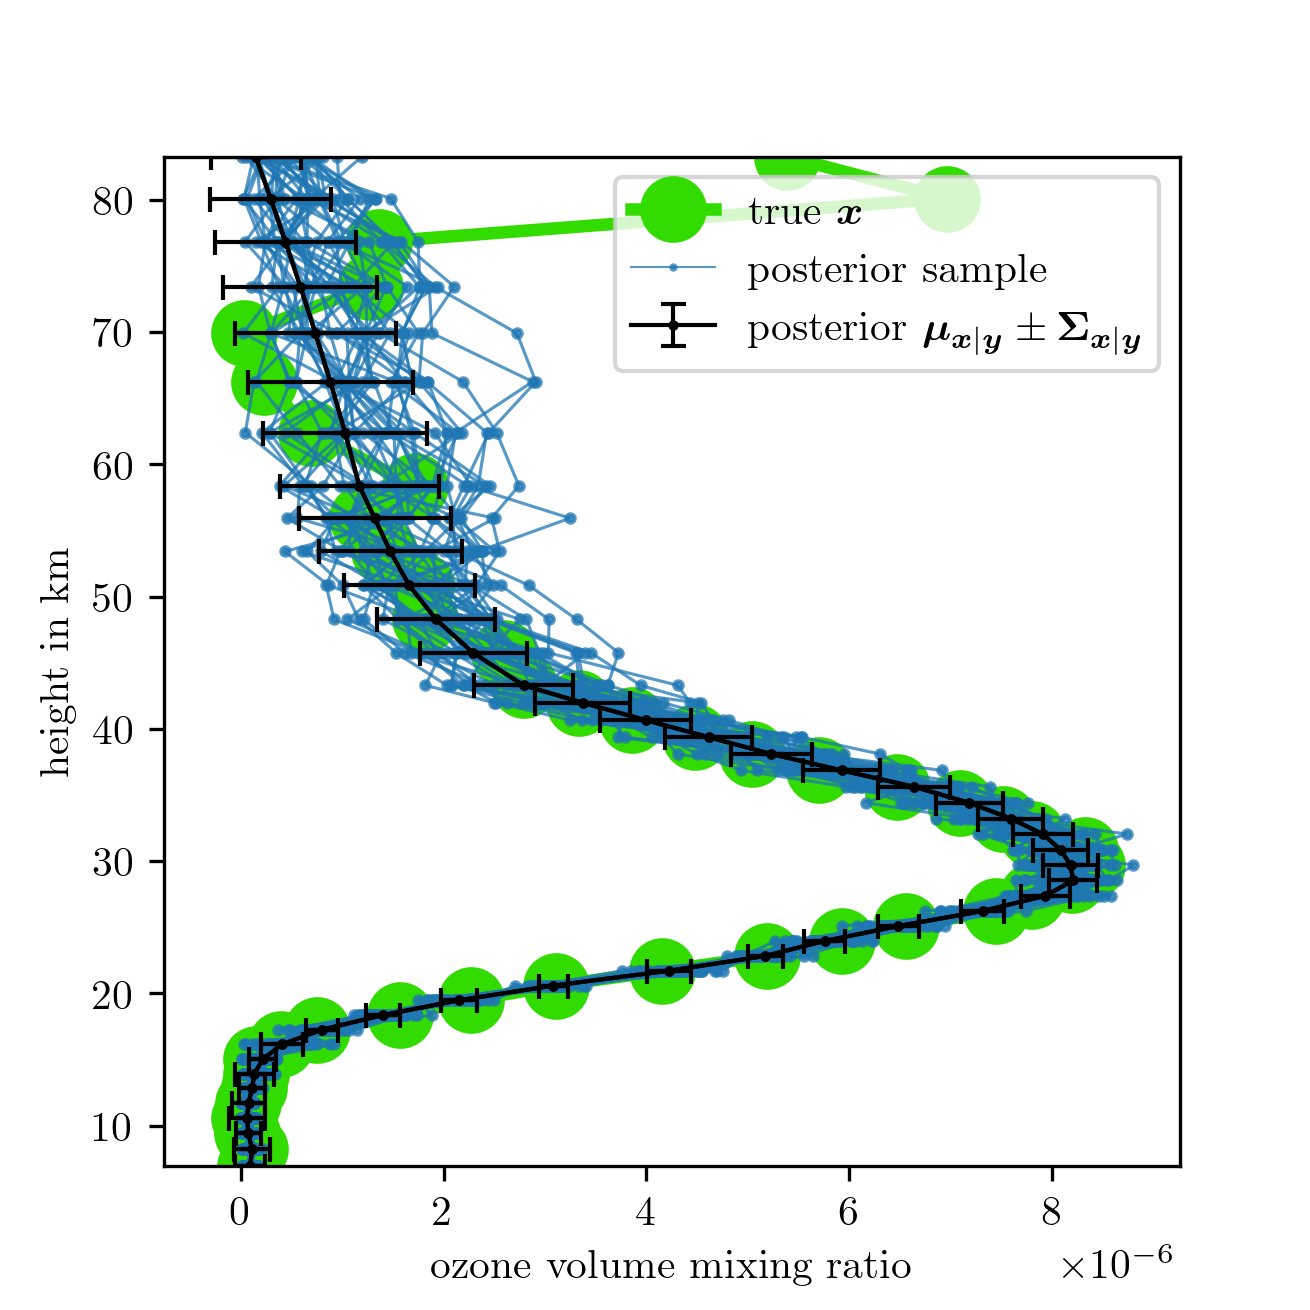 true x
posterior sample
posterior μx|y ± Σx|y
80
70
60
50
40
30
20
10
height in km
0 2 4 6 8
ozone volume mixing ratio ×10⁻⁶